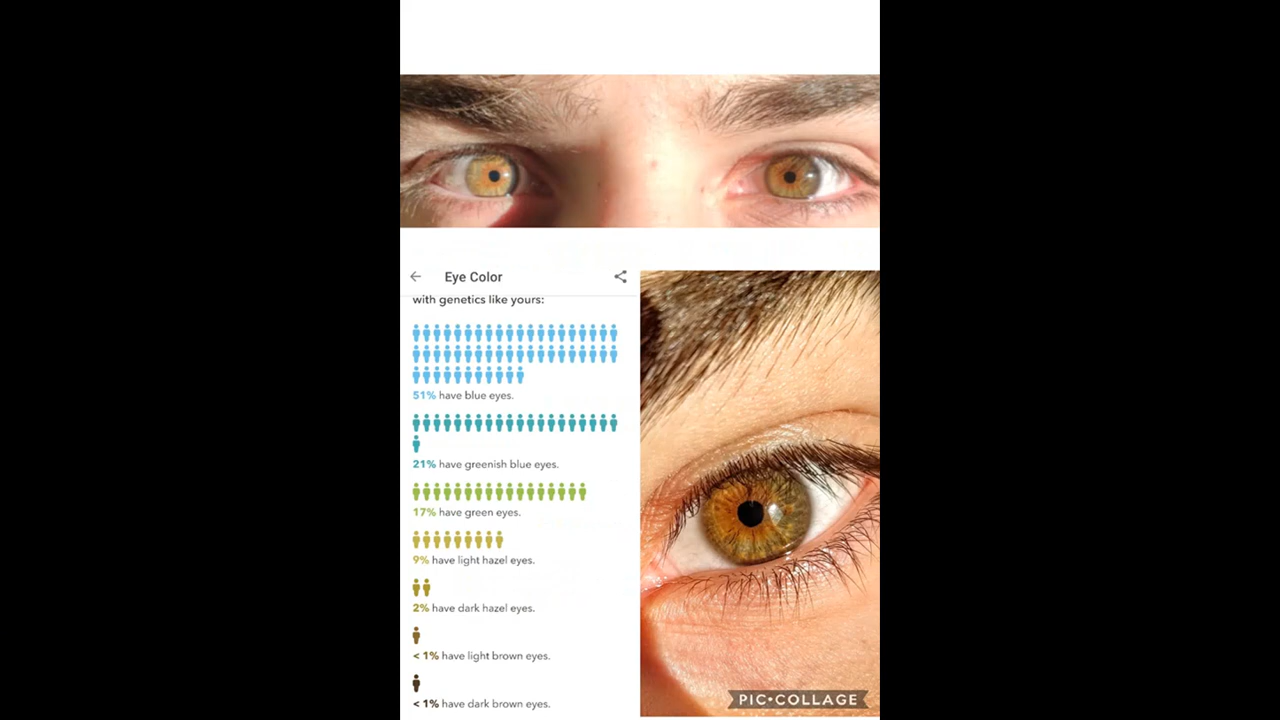 Eye Color
with genetics like yours:
51% have blue eyes.
21% have greenish blue eyes.
17% have green eyes.
9% have light hazel eyes.
2% have dark hazel eyes.
< 1% have light brown eyes.
< 1% have dark brown eyes.
PIC•COLLAGE